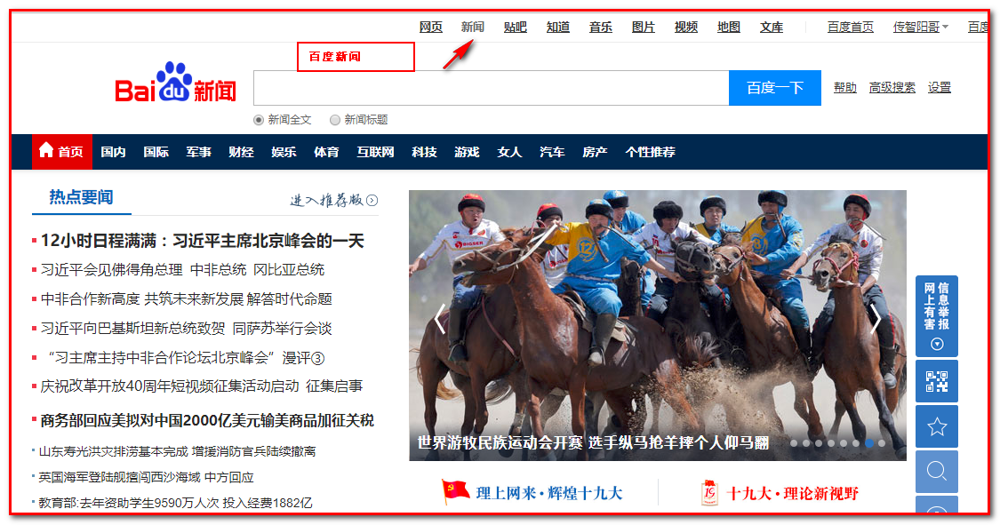 网页 新闻 贴吧 知道 音乐 图片 视频 地图 文库 百度首页 传智阳哥 百度
百度新闻
Bai du 新闻
百度一下 帮助 高级搜索 设置
新闻全文 新闻标题
首页 国内 国际 军事 财经 娱乐 体育 互联网 科技 游戏 女人 汽车 房产 个性推荐
热点要闻 进入推荐版
12小时日程满满：习近平主席北京峰会的一天
习近平会见佛得角总理 中非总统 冈比亚总统
中非合作新高度 共筑未来新发展 解答时代命题
习近平向巴基斯坦新总统致贺 同萨苏举行会谈
“习主席主持中非合作论坛北京峰会”漫评③
庆祝改革开放40周年短视频征集活动启动 征集启事
商务部回应美拟对中国2000亿美元输美商品加征关税
山东寿光洪灾排涝基本完成 增援消防官兵陆续撤离
英国海军登陆舰擅闯西沙海域 中方回应
教育部:去年资助学生9590万人次 投入经费1882亿
12
世界游牧民族运动会开赛 选手纵马抢羊摔个人仰马翻
理上网来·辉煌十九大 19 十九大·理论新视野
网上有害
信息举报